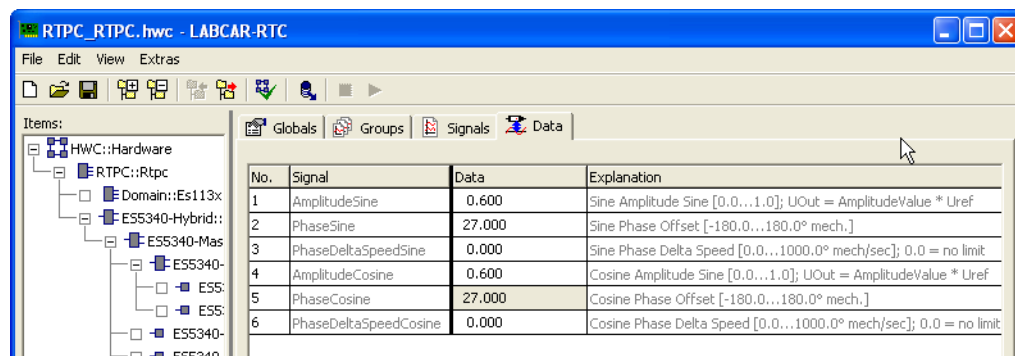 RTPC_RTPC.hwc - LABCAR-RTC
File Edit View Extras
Items:
Globals Groups Signals Data
HWC::Hardware
RTPC::Rtpc
Domain::Es113x
ES5340-Hybrid::
ES5340-Mas
ES5340-
ES5:
ES5:
ES5340-
ES5340
No. Signal Data Explanation
1 AmplitudeSine 0.600 Sine Amplitude Sine [0.0...1.0]; UOut = AmplitudeValue * Uref
2 PhaseSine 27.000 Sine Phase Offset [-180.0...180.0° mech.]
3 PhaseDeltaSpeedSine 0.000 Sine Phase Delta Speed [0.0...1000.0° mech/sec]; 0.0 = no limit
4 AmplitudeCosine 0.600 Cosine Amplitude Sine [0.0...1.0]; UOut = AmplitudeValue * Uref
5 PhaseCosine 27.000 Cosine Phase Offset [-180.0...180.0° mech.]
6 PhaseDeltaSpeedCosine 0.000 Cosine Phase Delta Speed [0.0...1000.0° mech/sec]; 0.0 = no limit